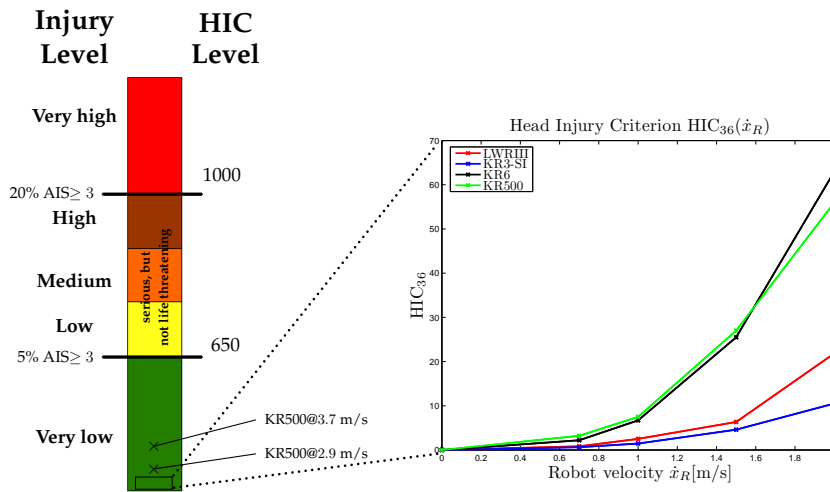 Injury
Level
HIC
Level
Very high
1000
20% AIS≥ 3
High
Medium
serious, but
not life threatening
Low
650
5% AIS≥ 3
Very low
KR500@3.7 m/s
KR500@2.9 m/s
Head Injury Criterion HIC₃₆(ẋ_R)
LWRIII
KR3-SI
KR6
KR500
HIC₃₆
70
60
50
40
30
20
10
0
0 0.2 0.4 0.6 0.8 1 1.2 1.4 1.6 1.8
Robot velocity ẋ_R[m/s]